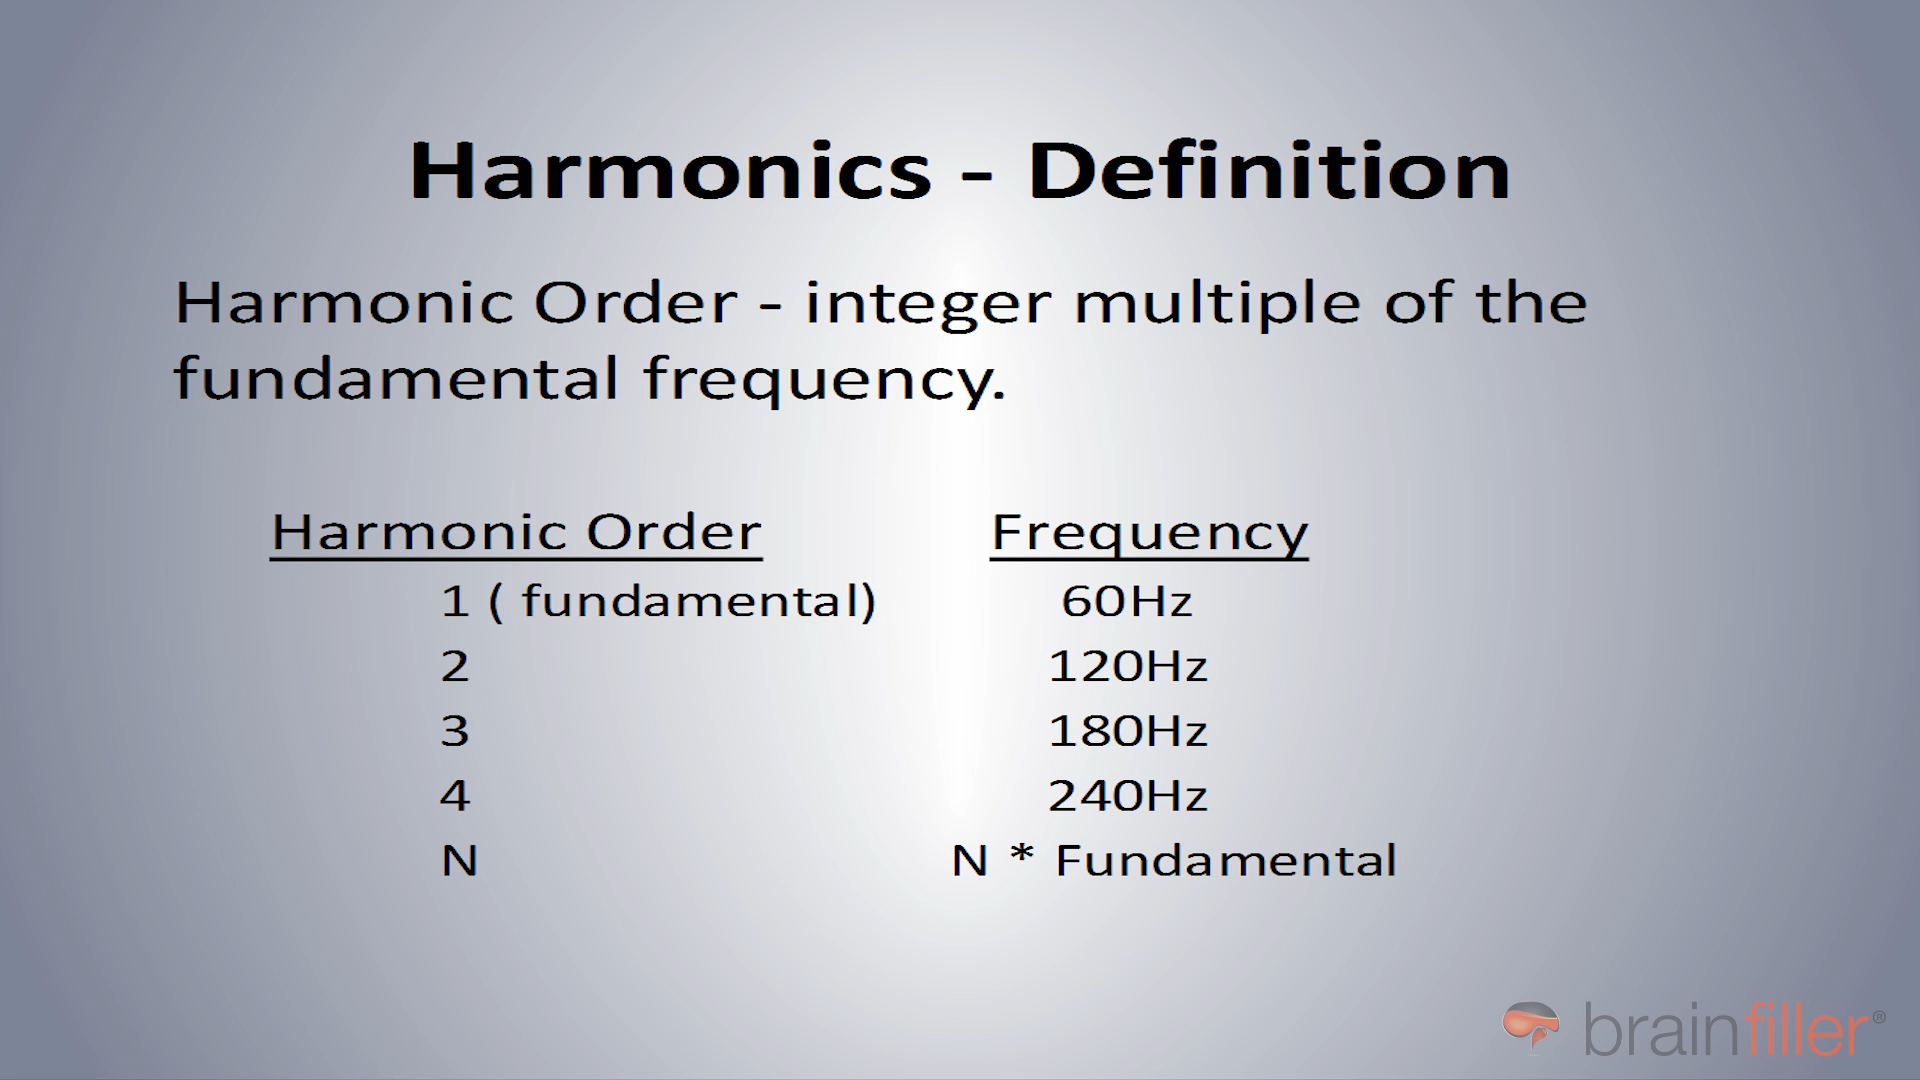 Harmonics - Definition
Harmonic Order - integer multiple of the
fundamental frequency.
Harmonic Order Frequency
1 ( fundamental) 60Hz
2 120Hz
3 180Hz
4 240Hz
N N * Fundamental
brainfiller®